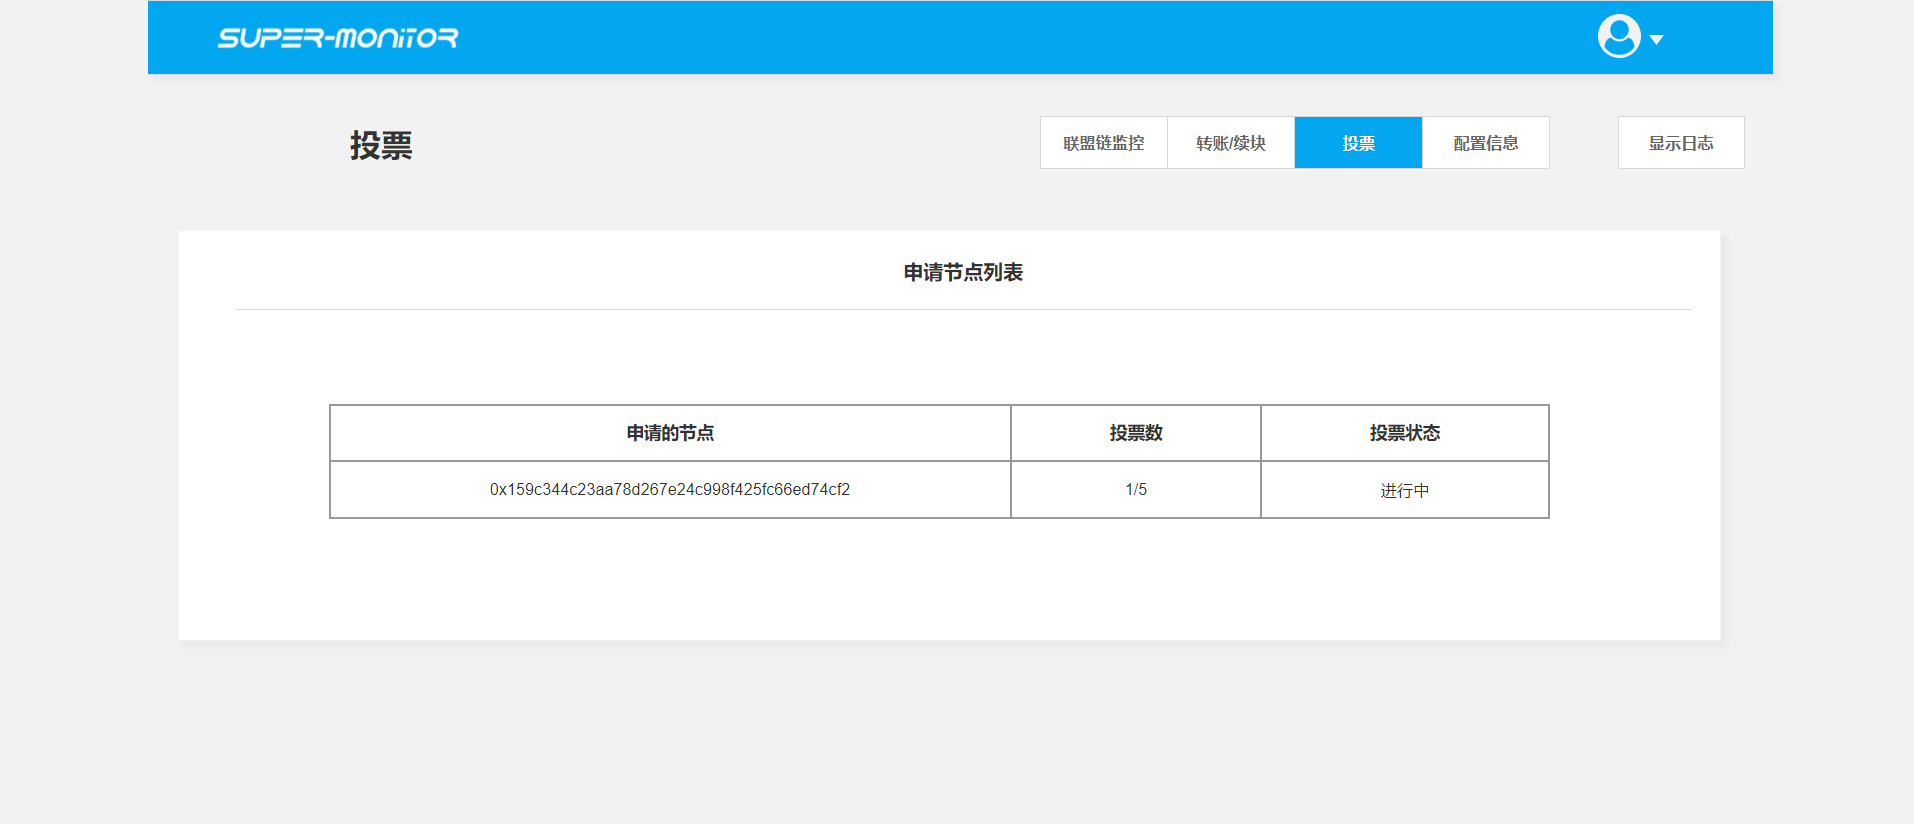 SUPER-MONITOR
投票
联盟链监控 转账/续块 投票 配置信息 显示日志
申请节点列表
申请的节点 投票数 投票状态
0x159c344c23aa78d267e24c998f425fc66ed74cf2 1/5 进行中